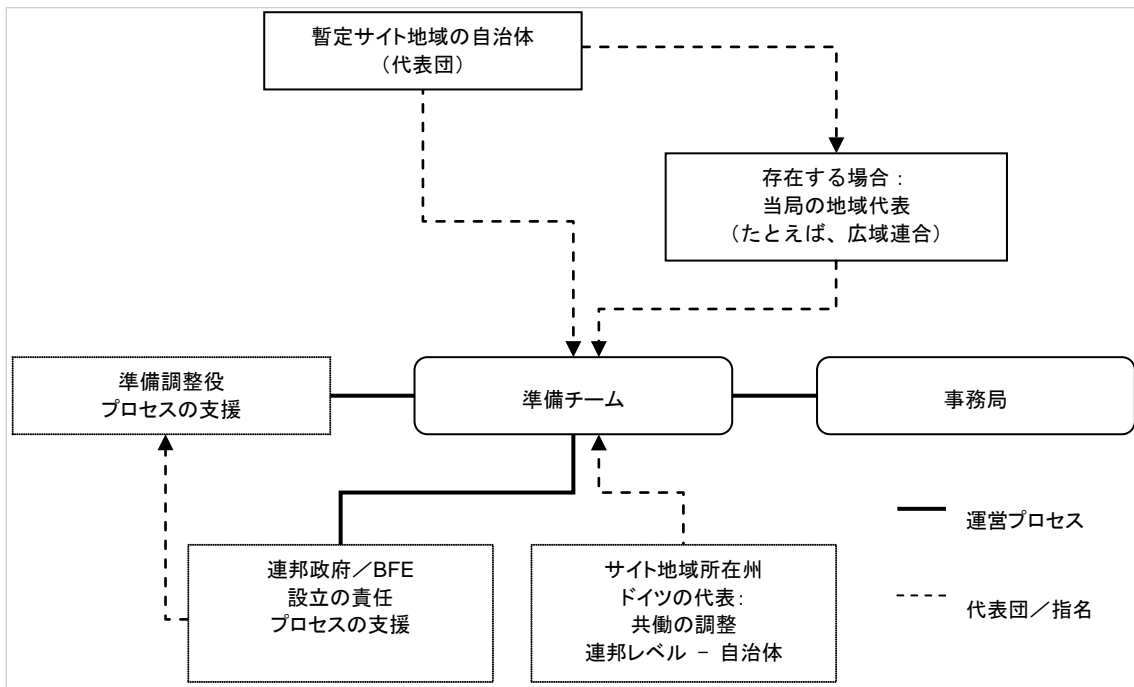 暫定サイト地域の自治体
（代表団）
存在する場合：
当局の地域代表
（たとえば、広域連合）
準備調整役
プロセスの支援
準備チーム
事務局
連邦政府／BFE
設立の責任
プロセスの支援
サイト地域所在州
ドイツの代表：
共働の調整
連邦レベル － 自治体
運営プロセス
代表団／指名